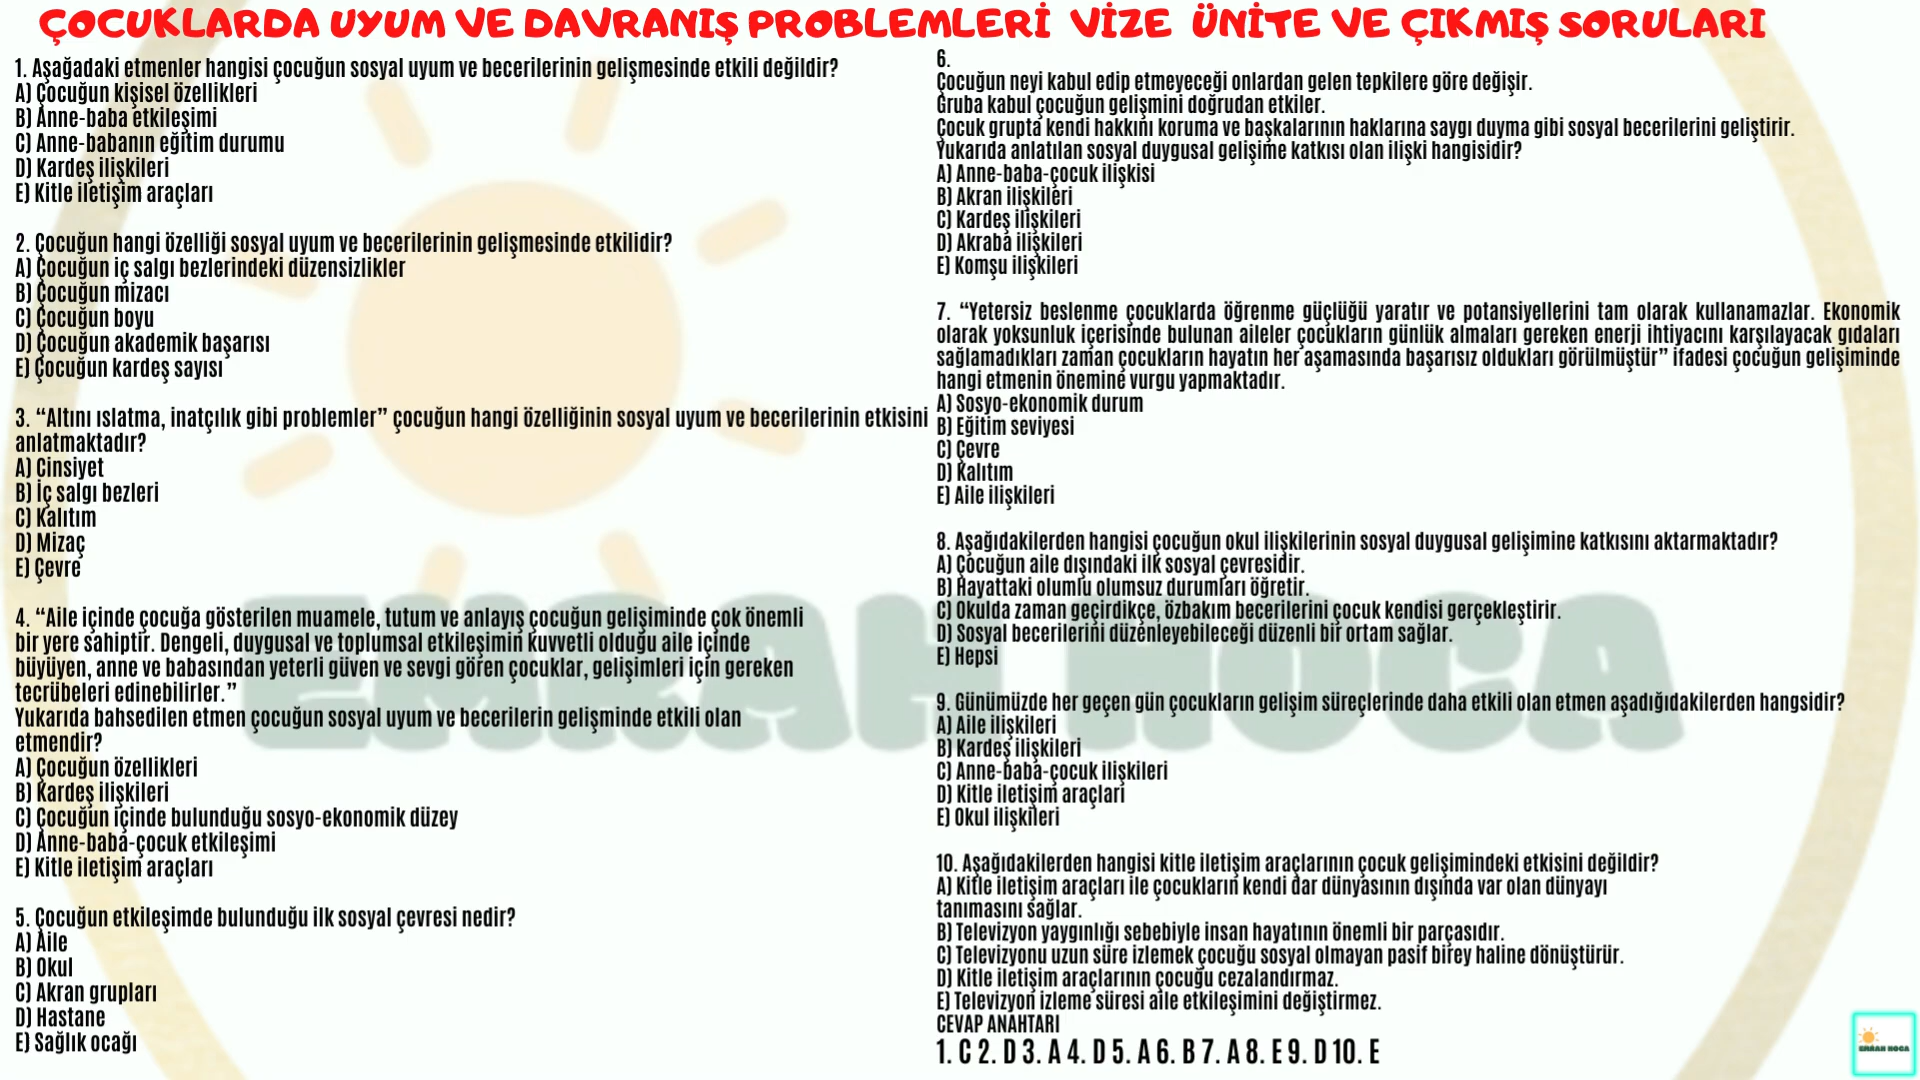 ÇOCUKLARDA UYUM VE DAVRANIŞ PROBLEMLERİ VİZE ÜNİTE VE ÇIKMIŞ SORULARI
1. Aşağadaki etmenler hangisi çocuğun sosyal uyum ve becerilerinin gelişmesinde etkili değildir?
A) Çocuğun kişisel özellikleri
B) Anne-baba etkileşimi
C) Anne-babanın eğitim durumu
D) Kardeş ilişkileri
E) Kitle iletişim araçları
2. Çocuğun hangi özelliği sosyal uyum ve becerilerinin gelişmesinde etkilidir?
A) Çocuğun iç salgı bezlerindeki düzensizlikler
B) Çocuğun mizacı
C) Çocuğun boyu
D) Çocuğun akademik başarısı
E) Çocuğun kardeş sayısı
3. “Altını ıslatma, inatçılık gibi problemler” çocuğun hangi özelliğinin sosyal uyum ve becerilerinin etkisini
anlatmaktadır?
A) Cinsiyet
B) İç salgı bezleri
C) Kalıtım
D) Mizaç
E) Çevre
4. “Aile içinde çocuğa gösterilen muamele, tutum ve anlayış çocuğun gelişiminde çok önemli
bir yere sahiptir. Dengeli, duygusal ve toplumsal etkileşimin kuvvetli olduğu aile içinde
büyüyen, anne ve babasından yeterli güven ve sevgi gören çocuklar, gelişimleri için gereken
tecrübeleri edinebilirler.”
Yukarıda bahsedilen etmen çocuğun sosyal uyum ve becerilerin gelişminde etkili olan
etmendir?
A) Çocuğun özellikleri
B) Kardeş ilişkileri
C) Çocuğun içinde bulunduğu sosyo-ekonomik düzey
D) Anne-baba-çocuk etkileşimi
E) Kitle iletişim araçları
5. Çocuğun etkileşimde bulunduğu ilk sosyal çevresi nedir?
A) Aile
B) Okul
C) Akran grupları
D) Hastane
E) Sağlık ocağı
6.
Çocuğun neyi kabul edip etmeyeceği onlardan gelen tepkilere göre değişir.
Gruba kabul çocuğun gelişmini doğrudan etkiler.
Çocuk grupta kendi hakkını koruma ve başkalarının haklarına saygı duyma gibi sosyal becerilerini geliştirir.
Yukarıda anlatılan sosyal duygusal gelişime katkısı olan ilişki hangisidir?
A) Anne-baba-çocuk ilişkisi
B) Akran ilişkileri
C) Kardeş ilişkileri
D) Akraba ilişkileri
E) Komşu ilişkileri
7. “Yetersiz beslenme çocuklarda öğrenme güçlüğü yaratır ve potansiyellerini tam olarak kullanamazlar. Ekonomik
olarak yoksunluk içerisinde bulunan aileler çocukların günlük almaları gereken enerji ihtiyacını karşılayacak gıdaları
sağlamadıkları zaman çocukların hayatın her aşamasında başarısız oldukları görülmüştür” ifadesi çocuğun gelişiminde
hangi etmenin önemine vurgu yapmaktadır.
A) Sosyo-ekonomik durum
B) Eğitim seviyesi
C) Çevre
D) Kalıtım
E) Aile ilişkileri
8. Aşağıdakilerden hangisi çocuğun okul ilişkilerinin sosyal duygusal gelişimine katkısını aktarmaktadır?
A) Çocuğun aile dışındaki ilk sosyal çevresidir.
B) Hayattaki olumlu olumsuz durumları öğretir.
C) Okulda zaman geçirdikçe, özbakım becerilerini çocuk kendisi gerçekleştirir.
D) Sosyal becerilerini düzenleyebileceği düzenli bir ortam sağlar.
E) Hepsi
9. Günümüzde her geçen gün çocukların gelişim süreçlerinde daha etkili olan etmen aşadığıdakilerden hangsidir?
A) Aile ilişkileri
B) Kardeş ilişkileri
C) Anne-baba-çocuk ilişkileri
D) Kitle iletişim araçlari
E) Okul ilişkileri
10. Aşağıdakilerden hangisi kitle iletişim araçlarının çocuk gelişimindeki etkisini değildir?
A) Kitle iletişim araçları ile çocukların kendi dar dünyasının dışında var olan dünyayı
tanımasını sağlar.
B) Televizyon yaygınlığı sebebiyle insan hayatının önemli bir parçasıdır.
C) Televizyonu uzun süre izlemek çocuğu sosyal olmayan pasif birey haline dönüştürür.
D) Kitle iletişim araçlarının çocuğu cezalandırmaz.
E) Televizyon izleme süresi aile etkileşimini değiştirmez.
CEVAP ANAHTARI
1. C 2. D 3. A 4. D 5. A 6. B 7. A 8. E 9. D 10. E
EMRAH HOCA
EMRAH HOCA